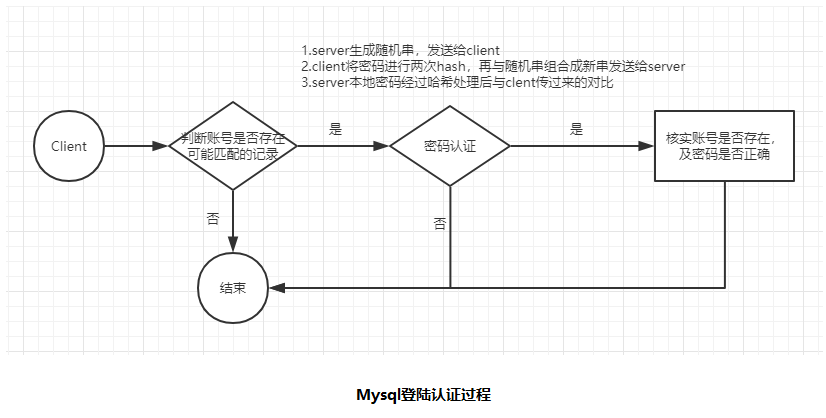 1.server生成随机串，发送给client
2.client将密码进行两次hash，再与随机串组合成新串发送给server
3.server本地密码经过哈希处理后与clent传过来的对比
Client
判断账号是否存在
可能匹配的记录
是
密码认证
是
核实账号是否存在，
及密码是否正确
否
否
结束
Mysql登陆认证过程